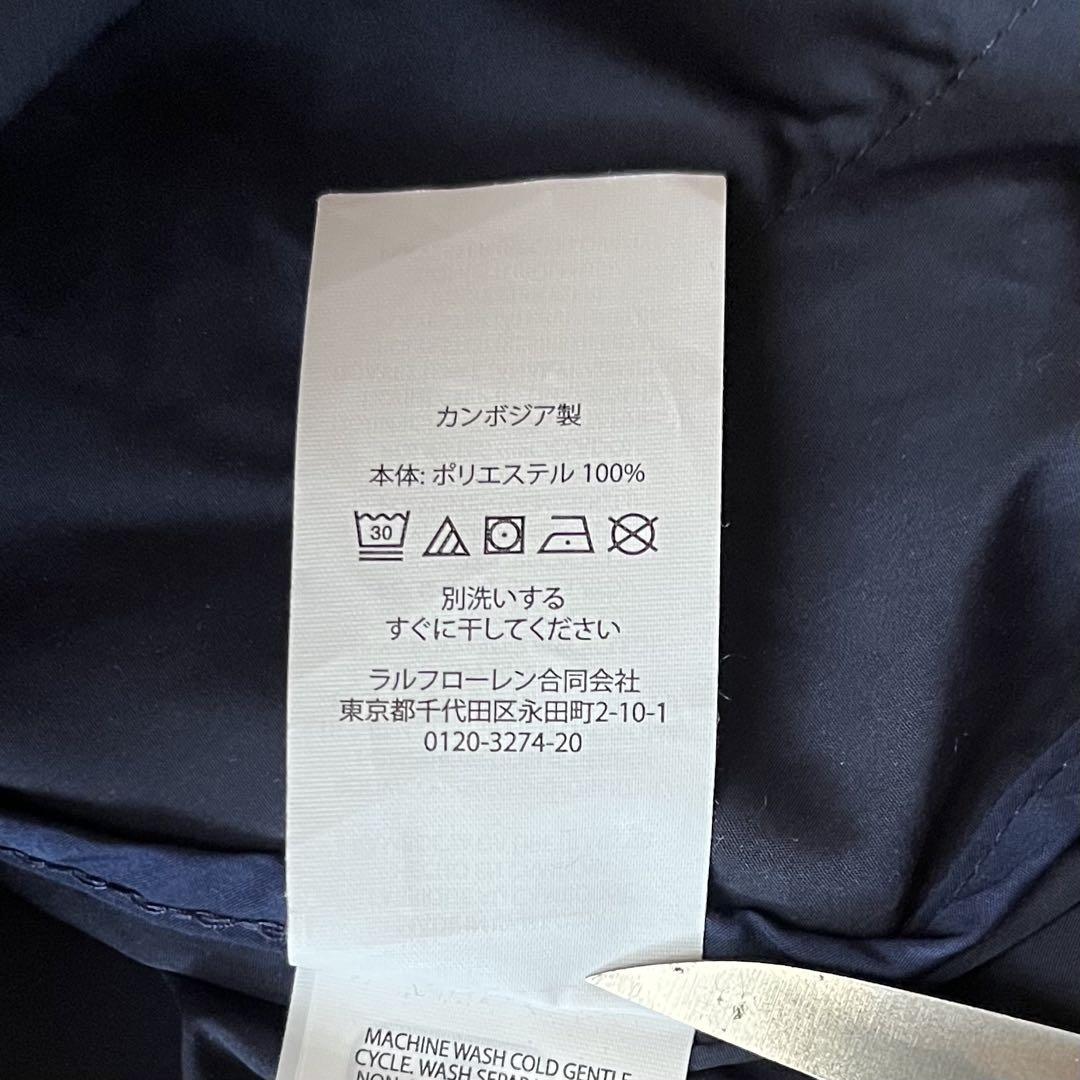 カンボジア製
本体: ポリエステル 100%
30
別洗いする
すぐに干してください
ラルフローレン合同会社
東京都千代田区永田町2-10-1
0120-3274-20
MACHINE WASH COLD GENTLE
CYCLE. WASH